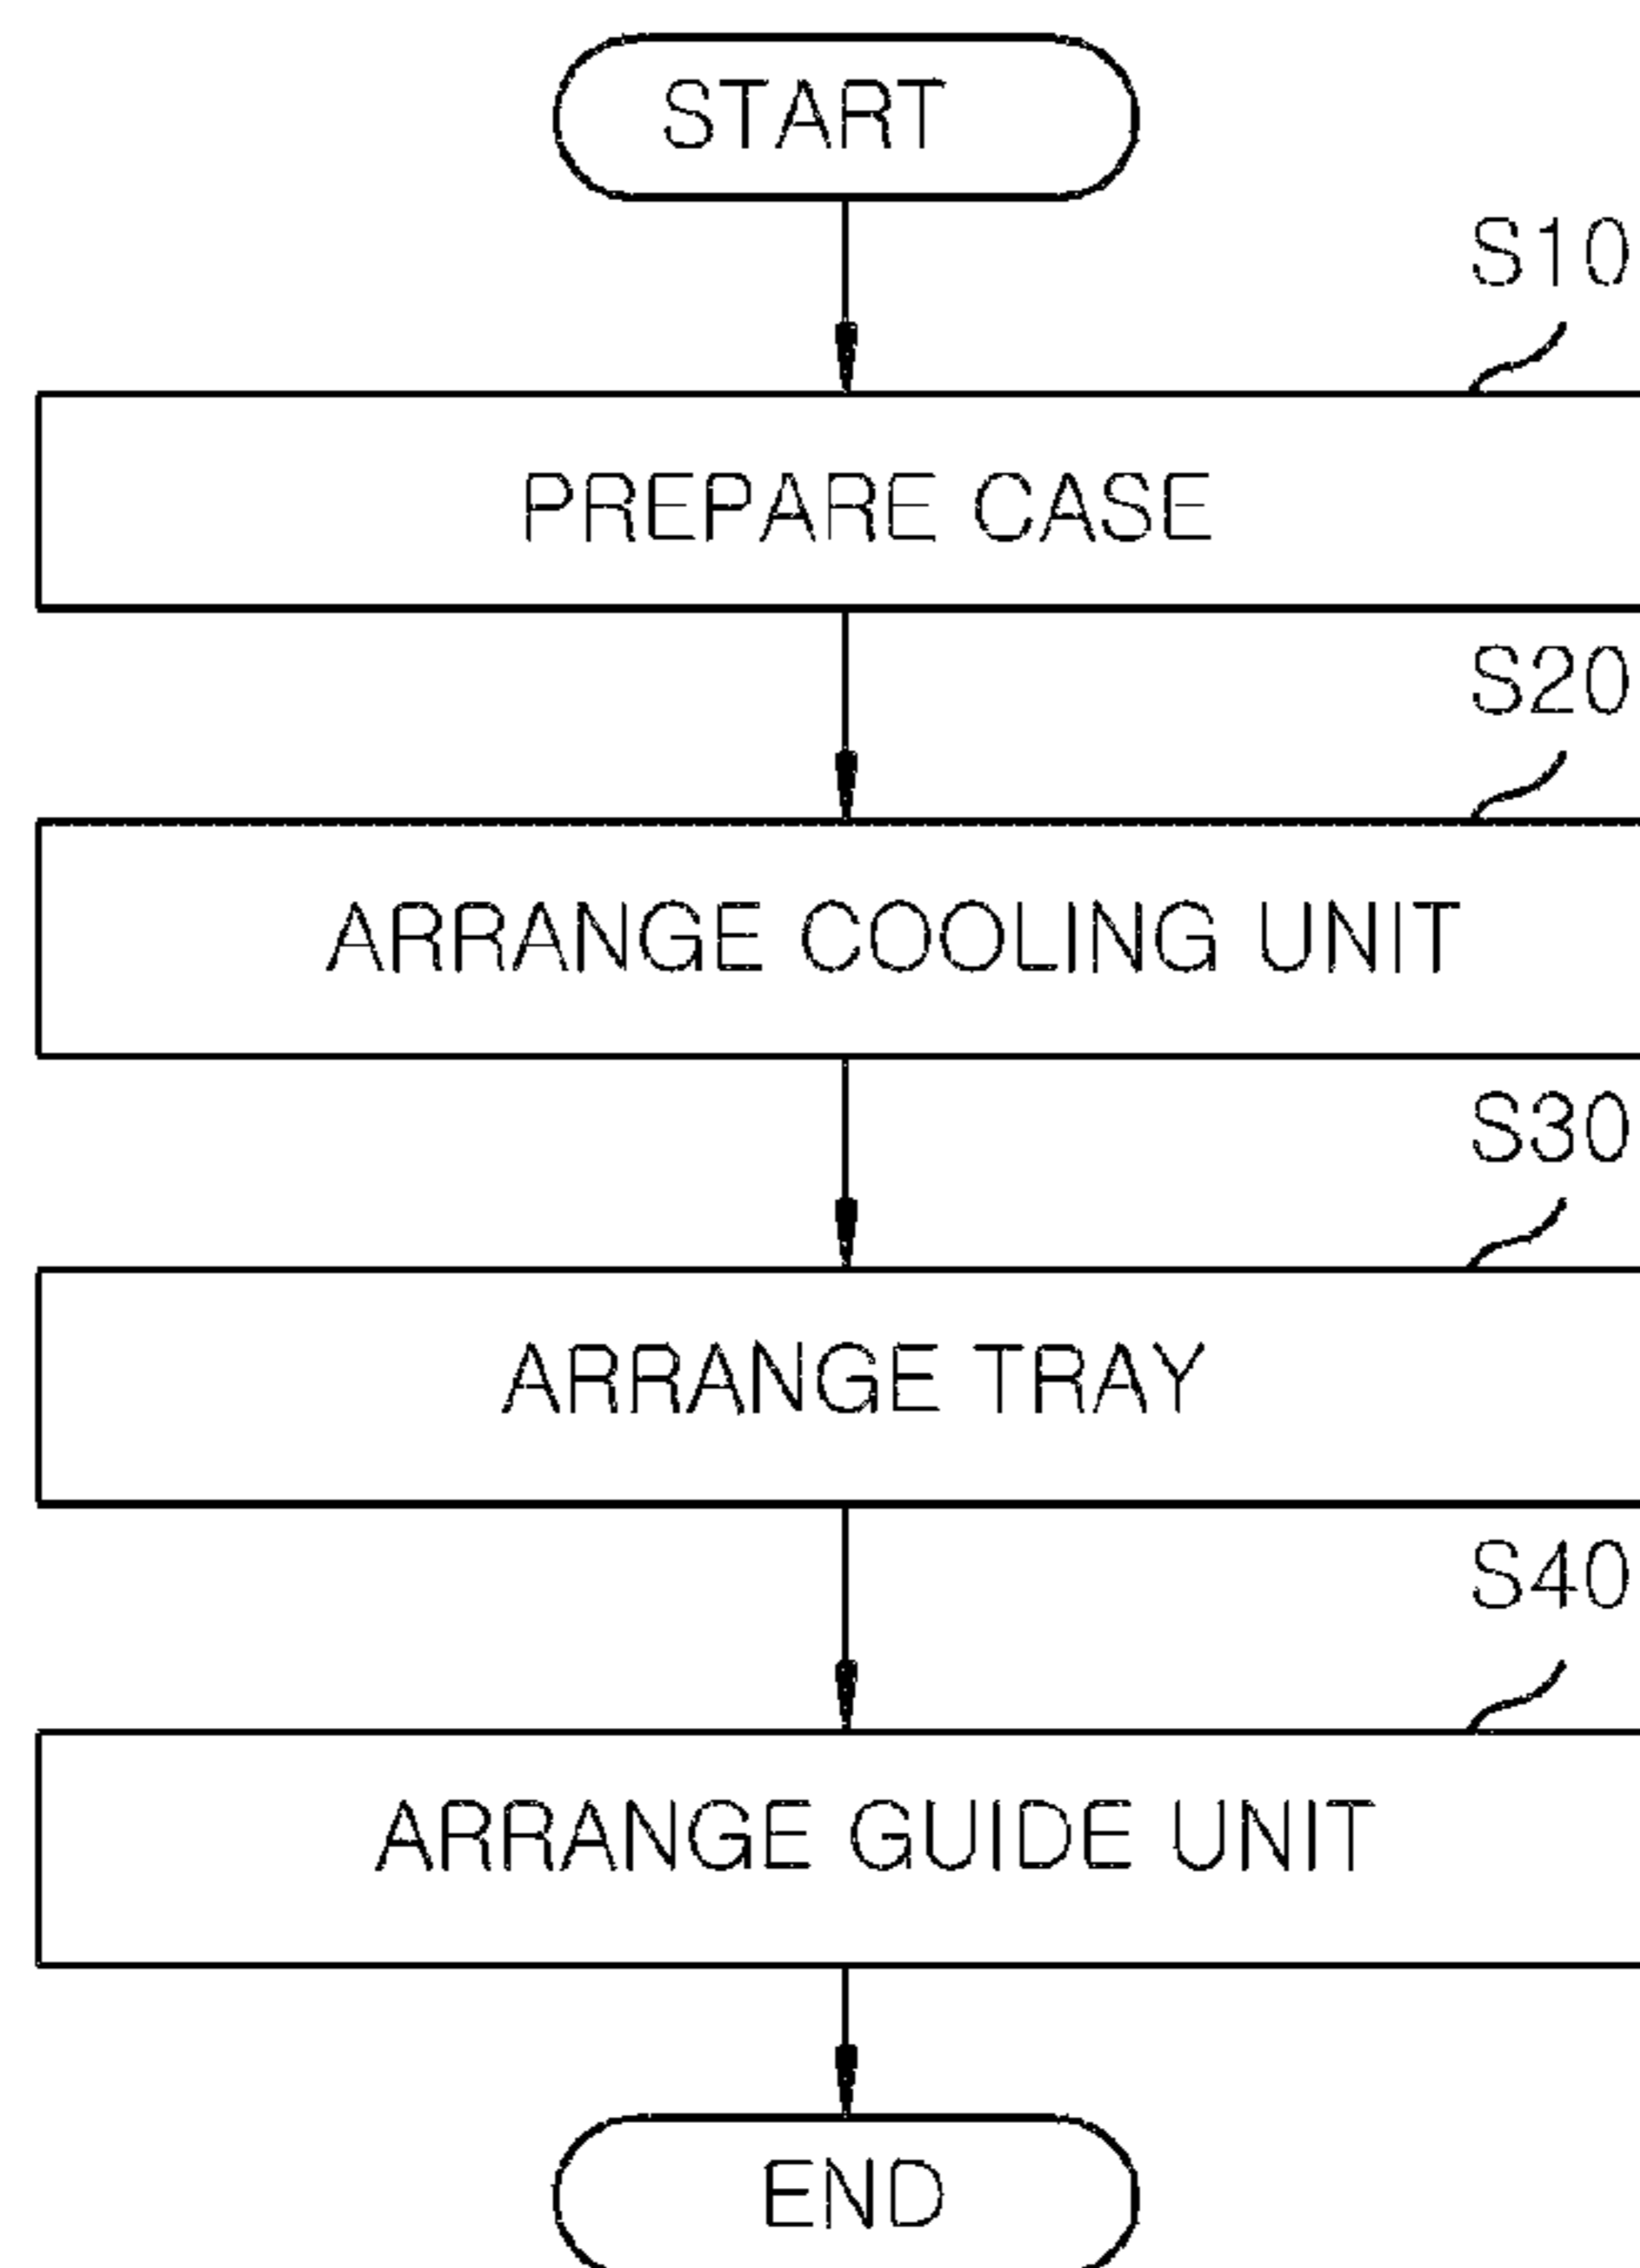 START
S10
PREPARE CASE
S20
ARRANGE COOLING UNIT
S30
ARRANGE TRAY
S40
ARRANGE GUIDE UNIT
END